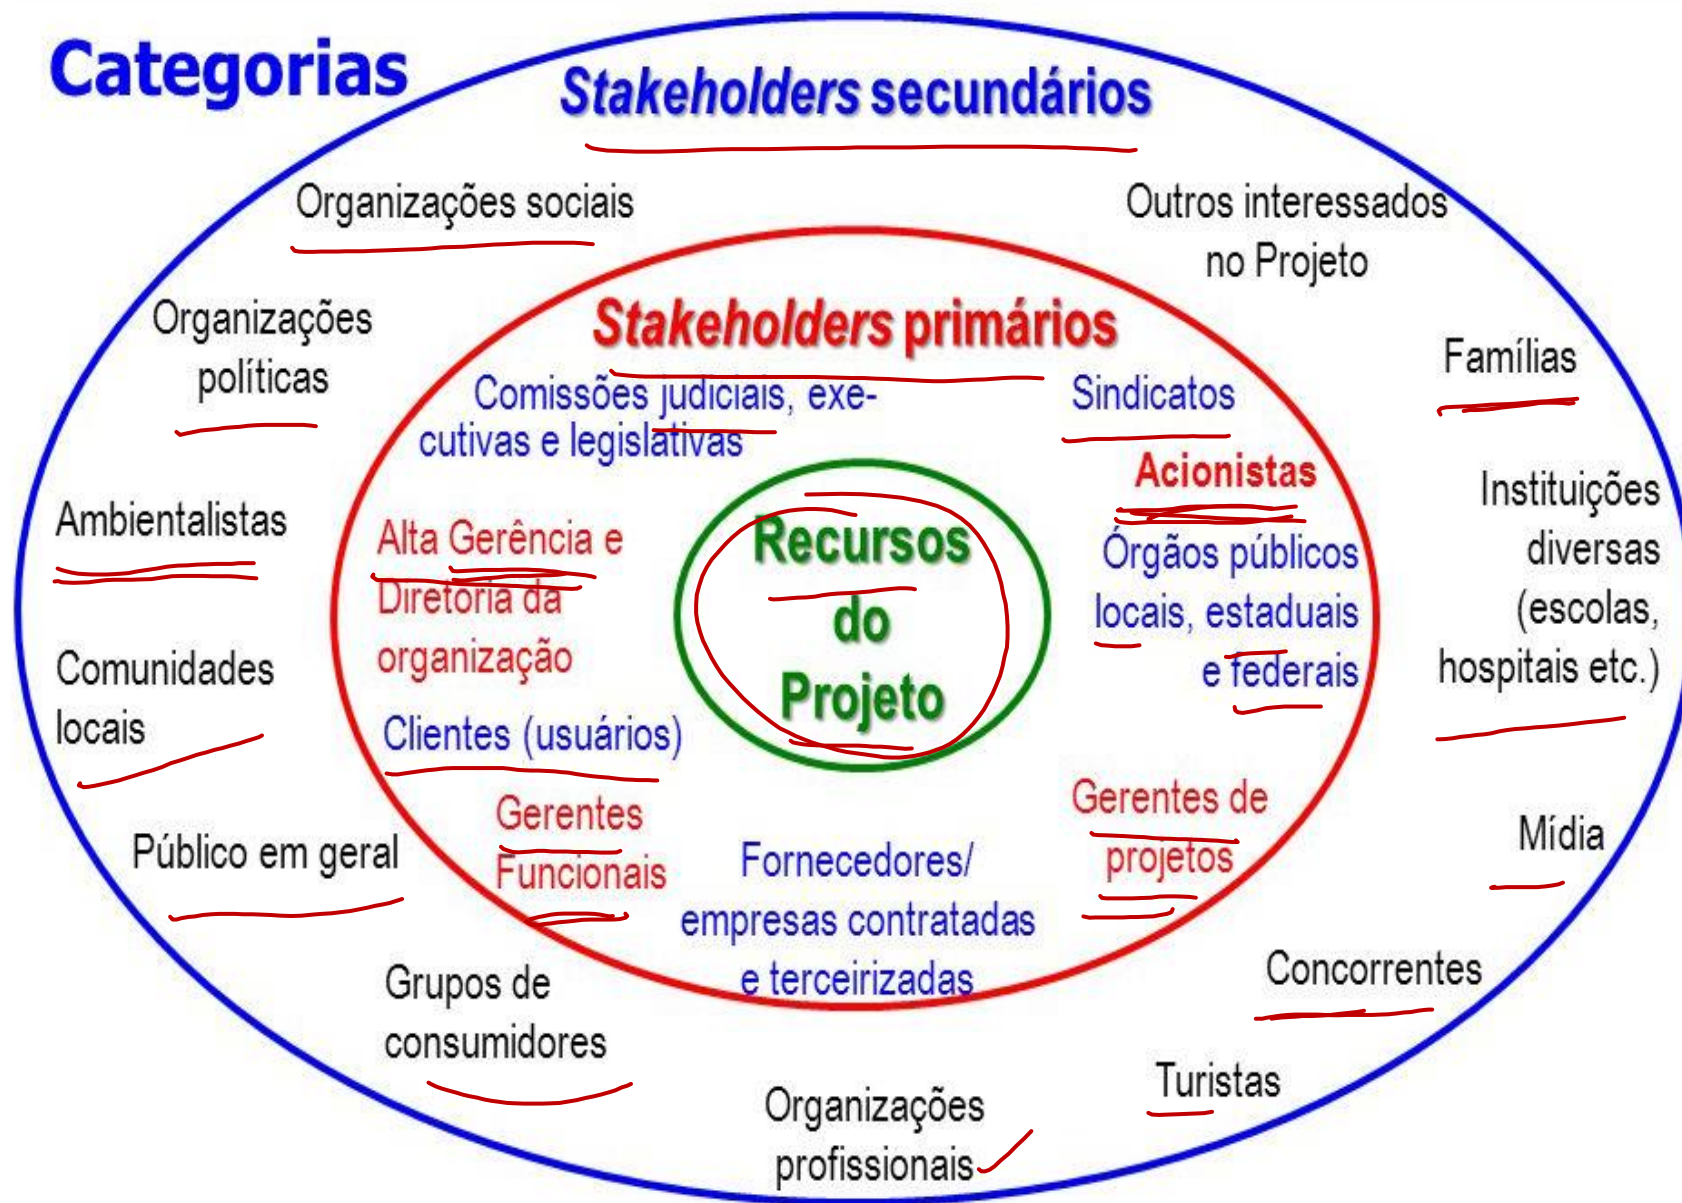 Categorias
Stakeholders secundários
Organizações sociais
Outros interessados
no Projeto
Organizações
políticas
Stakeholders primários
Famílias
Comissões judiciais, exe-
cutivas e legislativas
Sindicatos
Acionistas
Instituições
diversas
(escolas,
hospitais etc.)
Ambientalistas
Alta Gerência e
Diretoria da
organização
Recursos
do
Projeto
Órgãos públicos
locais, estaduais
e federais
Comunidades
locais
Clientes (usuários)
Gerentes
Funcionais
Gerentes de
projetos
Mídia
Público em geral
Fornecedores/
empresas contratadas
e terceirizadas
Grupos de
consumidores
Concorrentes
Turistas
Organizações
profissionais